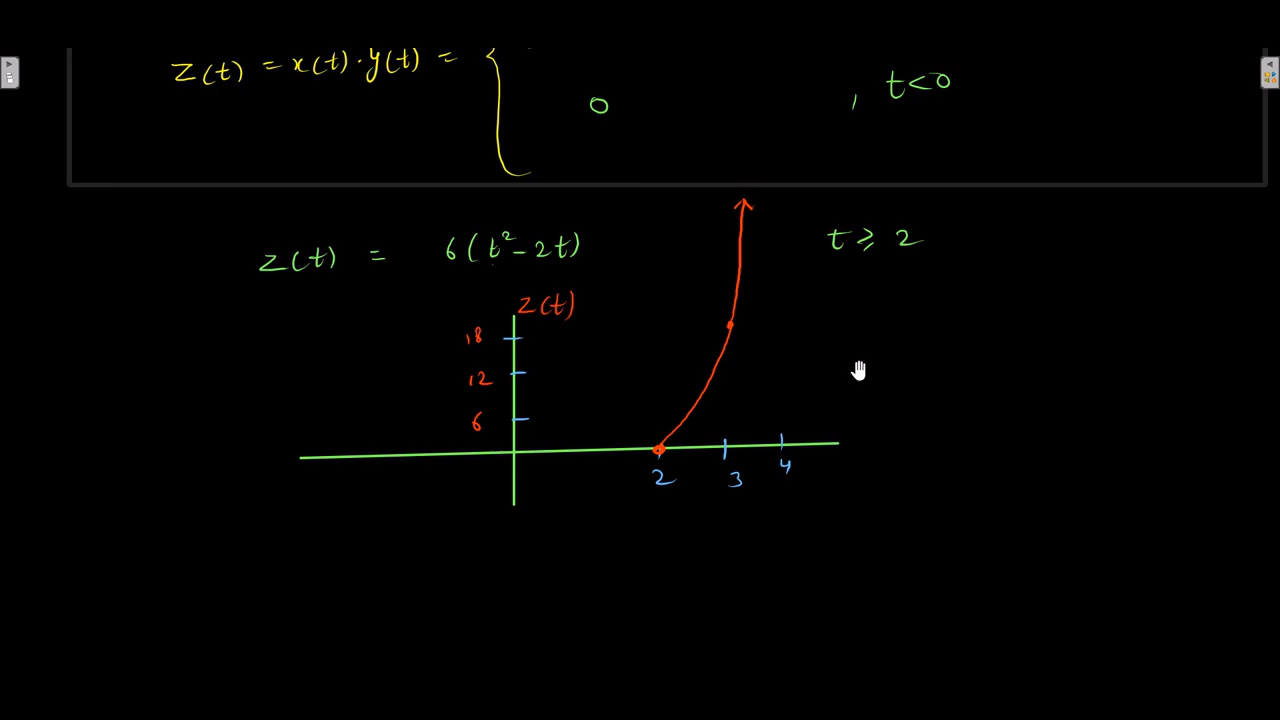 z(t) = x(t)·y(t) = {
0 , t<0
z(t) = 6(t²-2t) t ≥ 2
z(t)
18
12
6
2 3 4